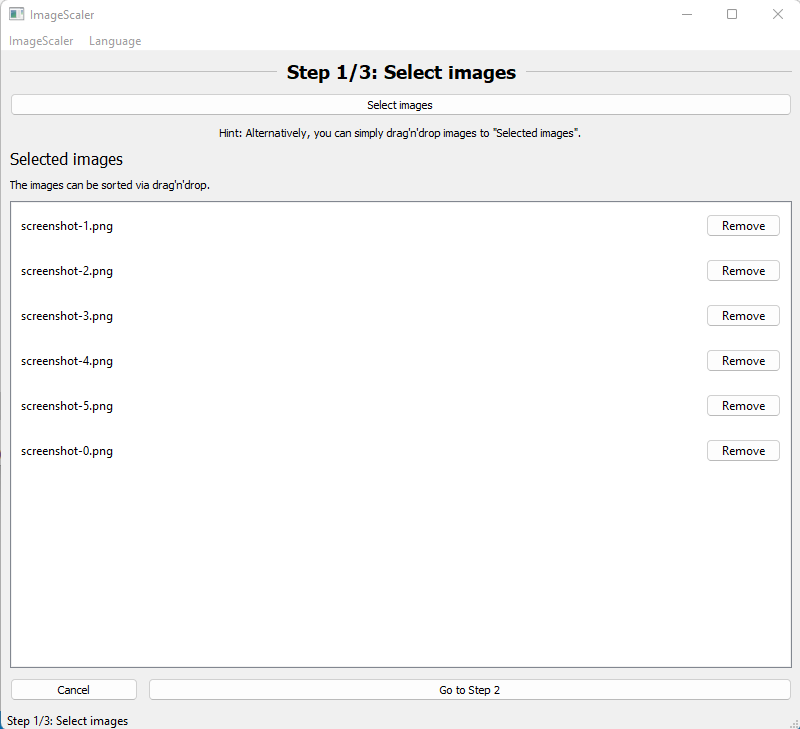 ImageScaler
ImageScaler Language
Step 1/3: Select images
Select images
Hint: Alternatively, you can simply drag'n'drop images to "Selected images".
Selected images
The images can be sorted via drag'n'drop.
screenshot-1.png Remove
screenshot-2.png Remove
screenshot-3.png Remove
screenshot-4.png Remove
screenshot-5.png Remove
screenshot-0.png Remove
Cancel Go to Step 2
Step 1/3: Select images